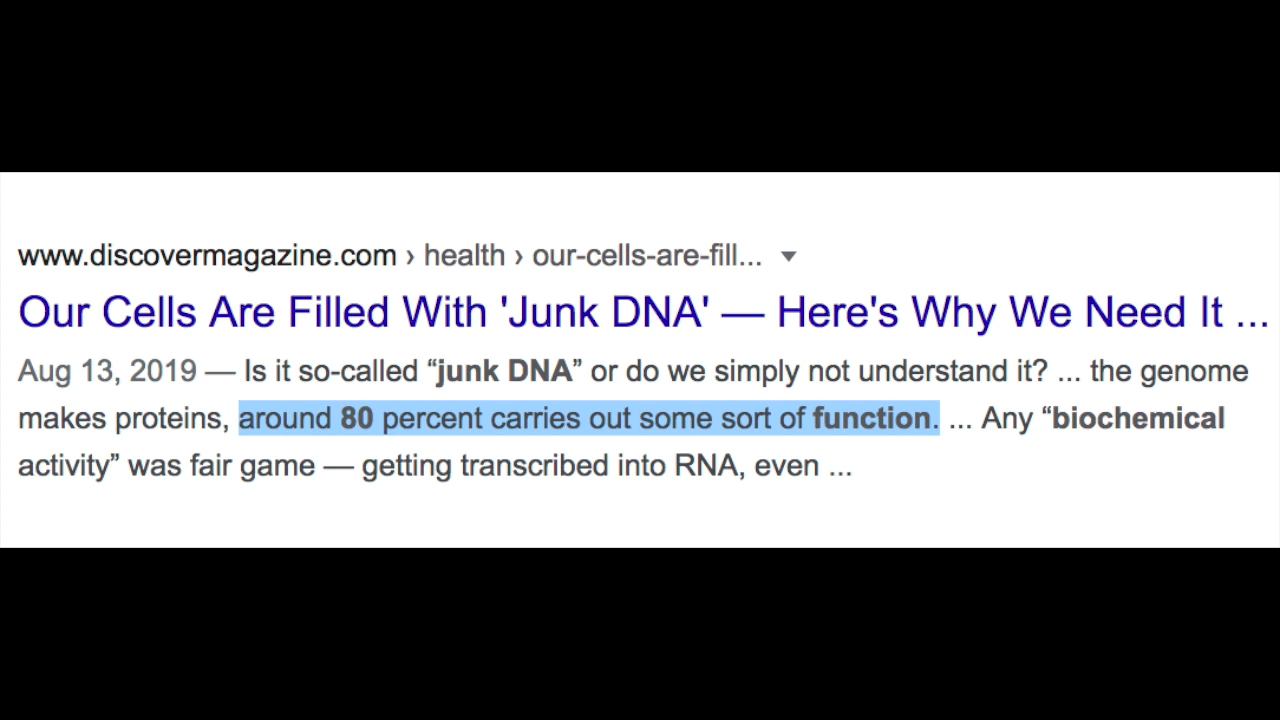 www.discovermagazine.com › health › our-cells-are-fill...
Our Cells Are Filled With 'Junk DNA' — Here's Why We Need It ...
Aug 13, 2019 — Is it so-called “junk DNA” or do we simply not understand it? ... the genome
makes proteins, around 80 percent carries out some sort of function. ... Any “biochemical
activity” was fair game — getting transcribed into RNA, even ...